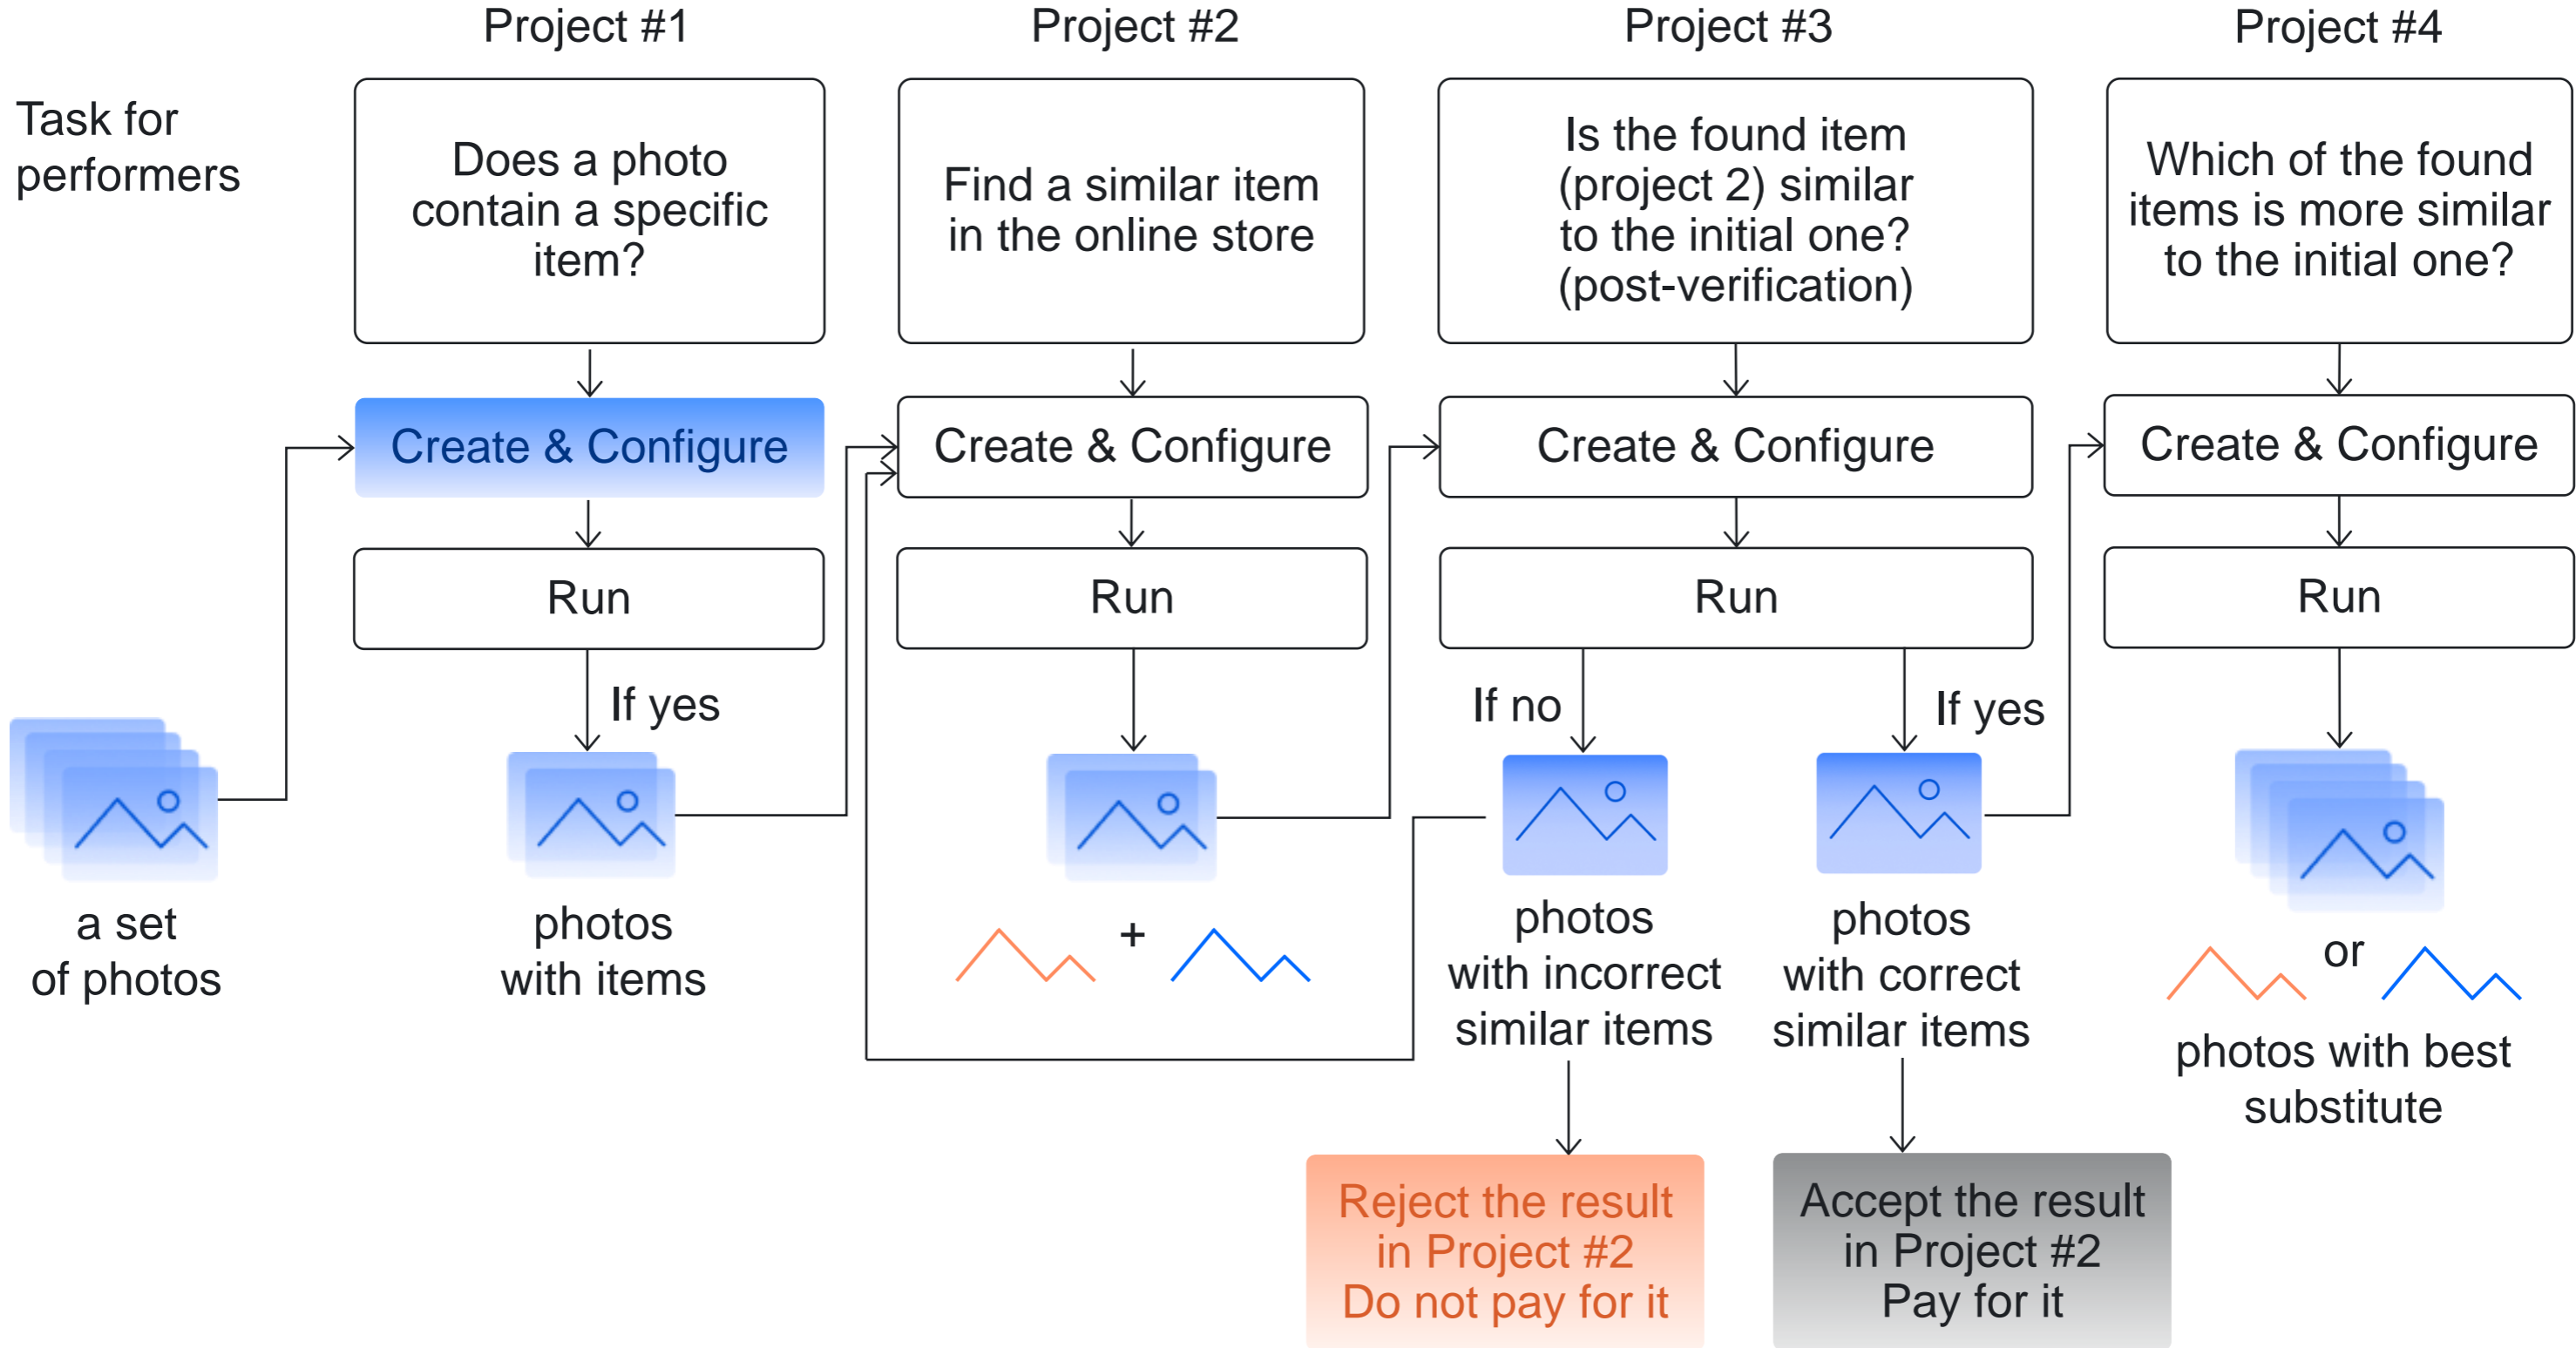 Project #1
Project #2
Project #3
Project #4
Task for
performers
Does a photo
contain a specific
item?
Find a similar item
in the online store
Is the found item
(project 2) similar
to the initial one?
(post-verification)
Which of the found
items is more similar
to the initial one?
Create & Configure
Create & Configure
Create & Configure
Create & Configure
Run
Run
Run
Run
If yes
If no
If yes
a set
of photos
photos
with items
+
photos
with incorrect
similar items
photos
with correct
similar items
or
photos with best
substitute
Reject the result
in Project #2
Do not pay for it
Accept the result
in Project #2
Pay for it